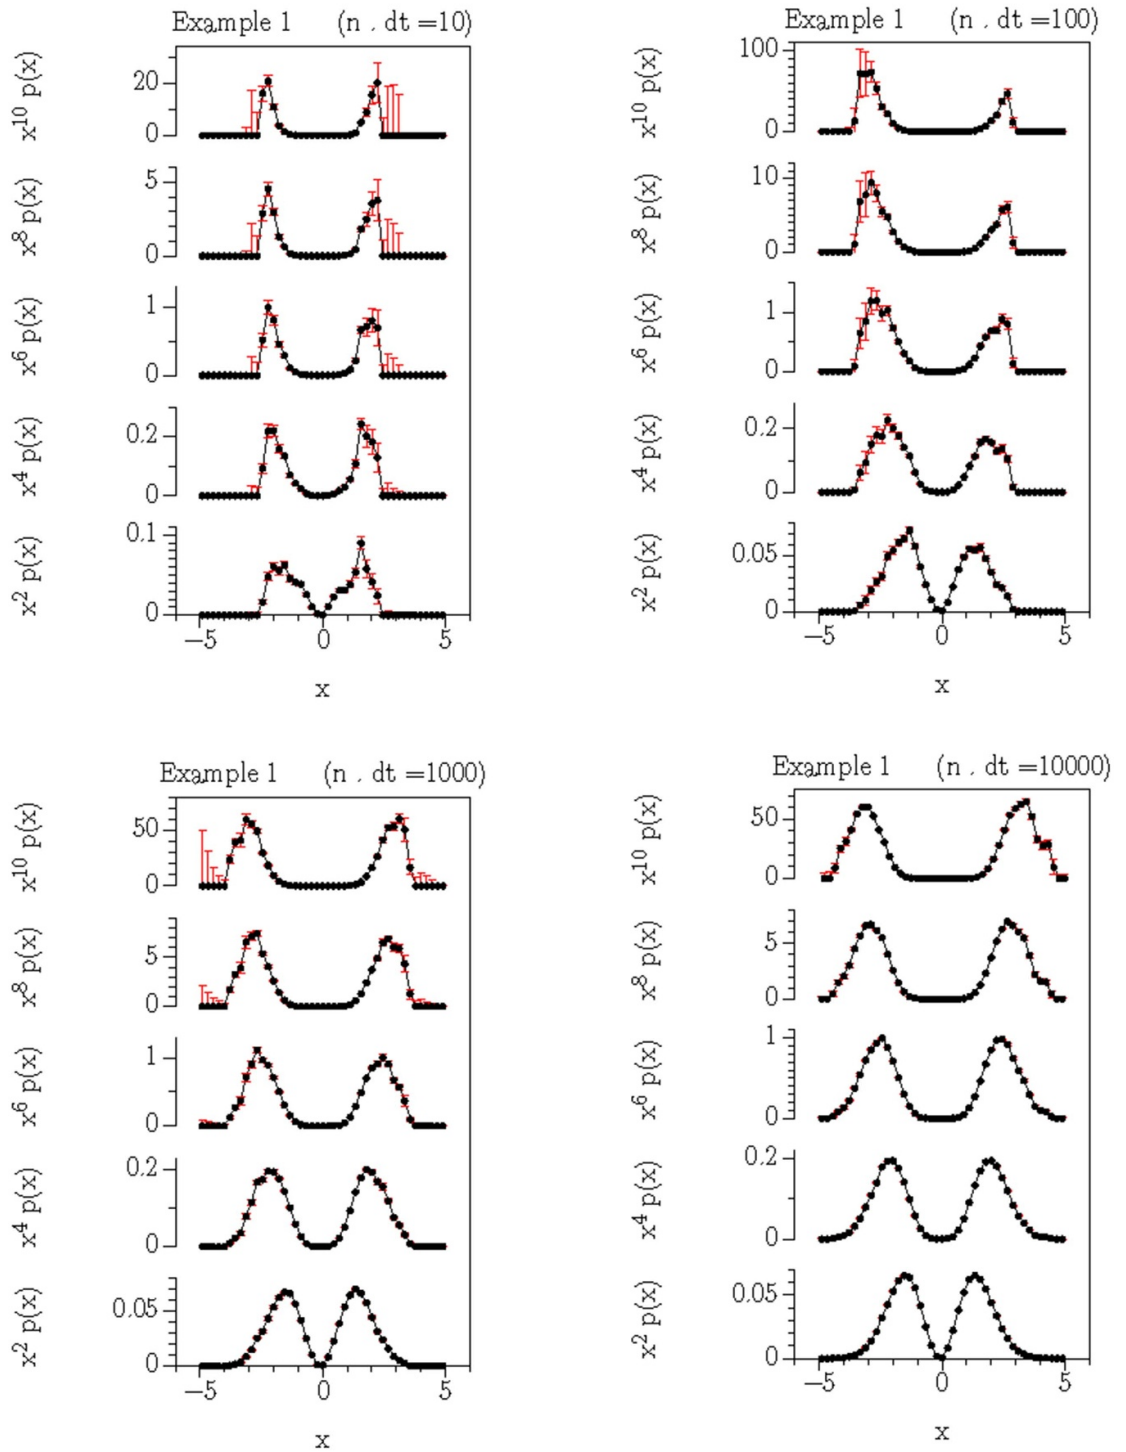 Example 1 (n . dt =10)
x10 p(x)
20
0
x8 p(x)
5
0
x6 p(x)
1
0
x4 p(x)
0.2
0
x2 p(x)
0.1
0
−5 0 5
x
Example 1 (n . dt =100)
x10 p(x)
100
0
x8 p(x)
10
0
x6 p(x)
1
0
x4 p(x)
0.2
0
x2 p(x)
0.05
0
−5 0 5
x
Example 1 (n . dt =1000)
x10 p(x)
50
0
x8 p(x)
5
0
x6 p(x)
1
0
x4 p(x)
0.2
0
x2 p(x)
0.05
0
−5 0 5
x
Example 1 (n . dt =10000)
x10 p(x)
50
0
x8 p(x)
5
0
x6 p(x)
1
0
x4 p(x)
0.2
0
x2 p(x)
0.05
0
−5 0 5
x